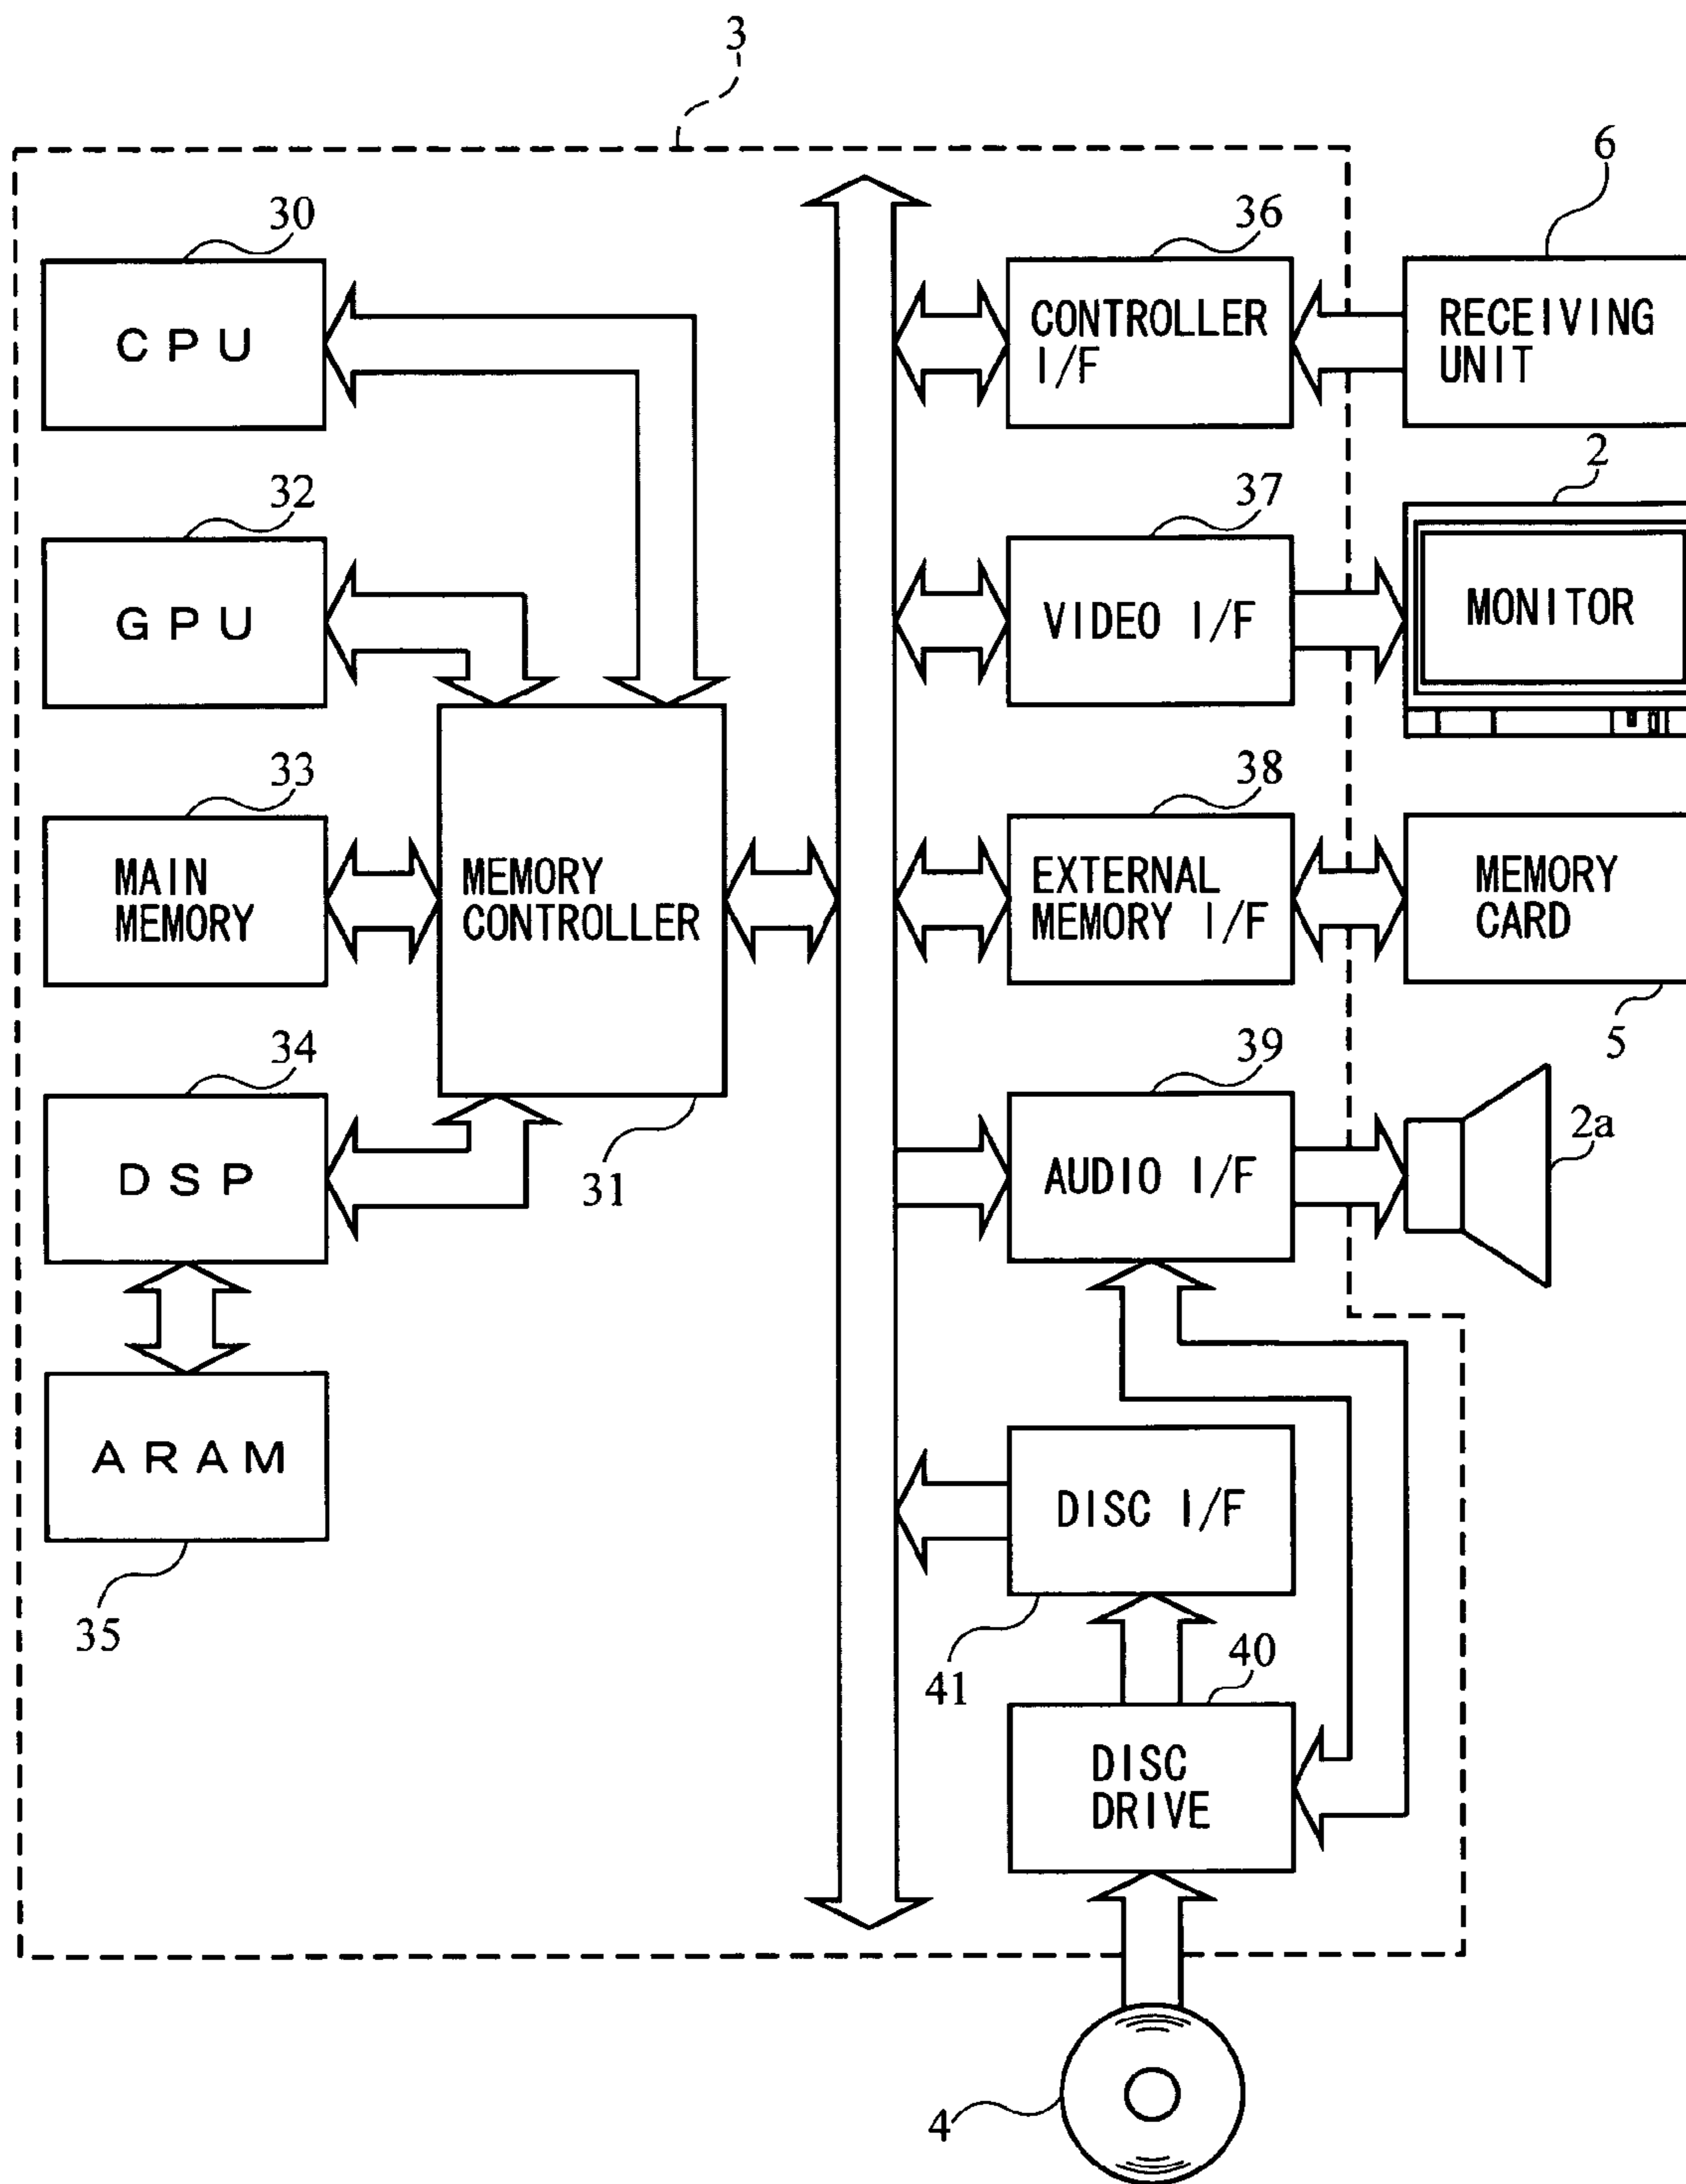 3
6
30
36
CPU
CONTROLLER
I/F
RECEIVING
UNIT
2
32
37
GPU
VIDEO I/F
MONITOR
33
38
MAIN
MEMORY
MEMORY
CONTROLLER
EXTERNAL
MEMORY I/F
MEMORY
CARD
5
34
39
2a
DSP
31
AUDIO I/F
ARAM
DISC I/F
35
41
40
DISC
DRIVE
4